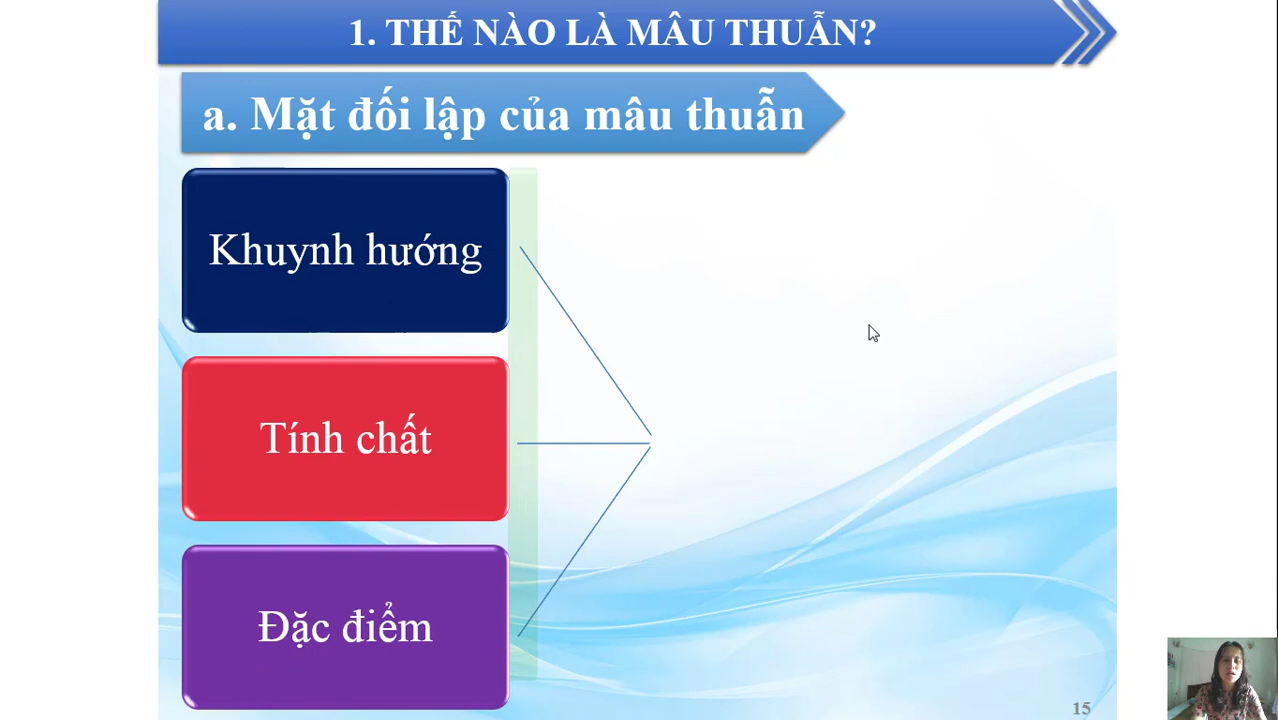 1. THẾ NÀO LÀ MÂU THUẪN?
a. Mặt đối lập của mâu thuẫn
Khuynh hướng
Tính chất
Đặc điểm
15